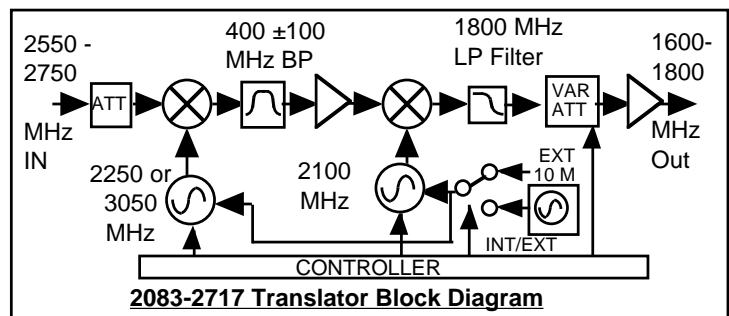 2550 -
2750
MHz
IN
ATT
400 ±100
MHz BP
2250 or
3050
MHz
2100
MHz
1800 MHz
LP Filter
VAR
ATT
1600-
1800
MHz
Out
EXT
10 M
INT/EXT
CONTROLLER
2083-2717 Translator Block Diagram